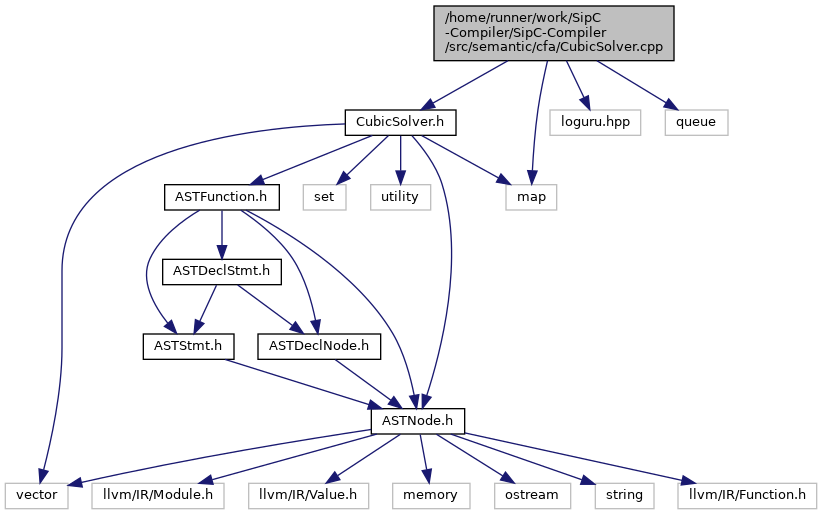 /home/runner/work/SipC
-Compiler/SipC-Compiler
/src/semantic/cfa/CubicSolver.cpp
CubicSolver.h
loguru.hpp
queue
ASTFunction.h
set
utility
map
ASTDeclStmt.h
ASTStmt.h
ASTDeclNode.h
ASTNode.h
vector
llvm/IR/Module.h
llvm/IR/Value.h
memory
ostream
string
llvm/IR/Function.h